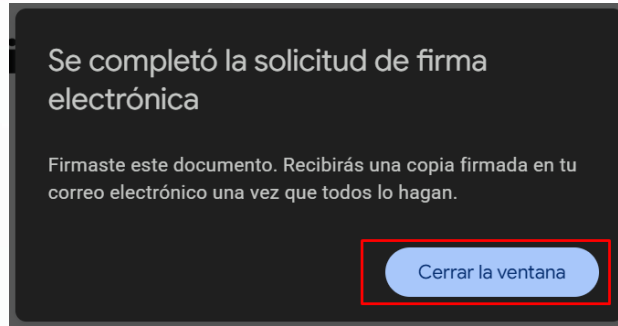 Se completó la solicitud de firma
electrónica
Firmaste este documento. Recibirás una copia firmada en tu
correo electrónico una vez que todos lo hagan.
Cerrar la ventana